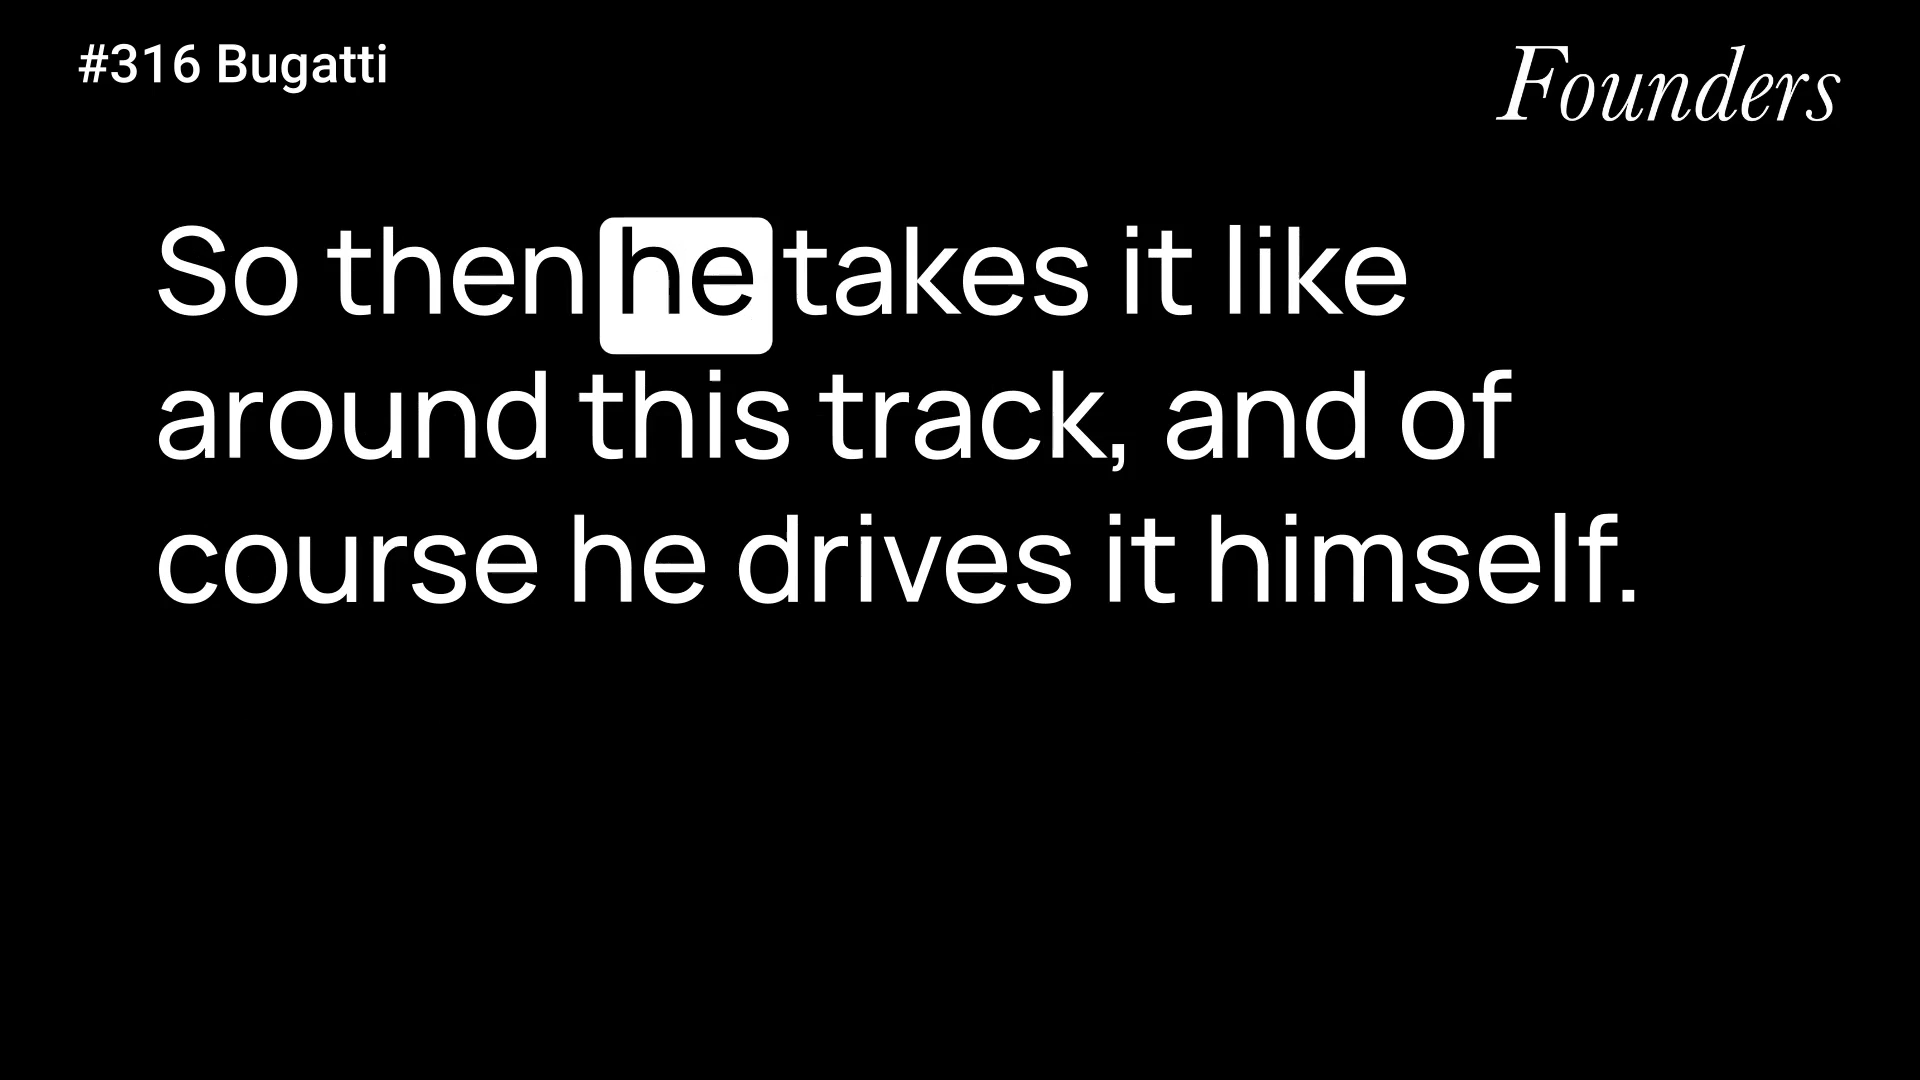 #316 Bugatti
Founders
So then he takes it like
around this track, and of
course he drives it himself.